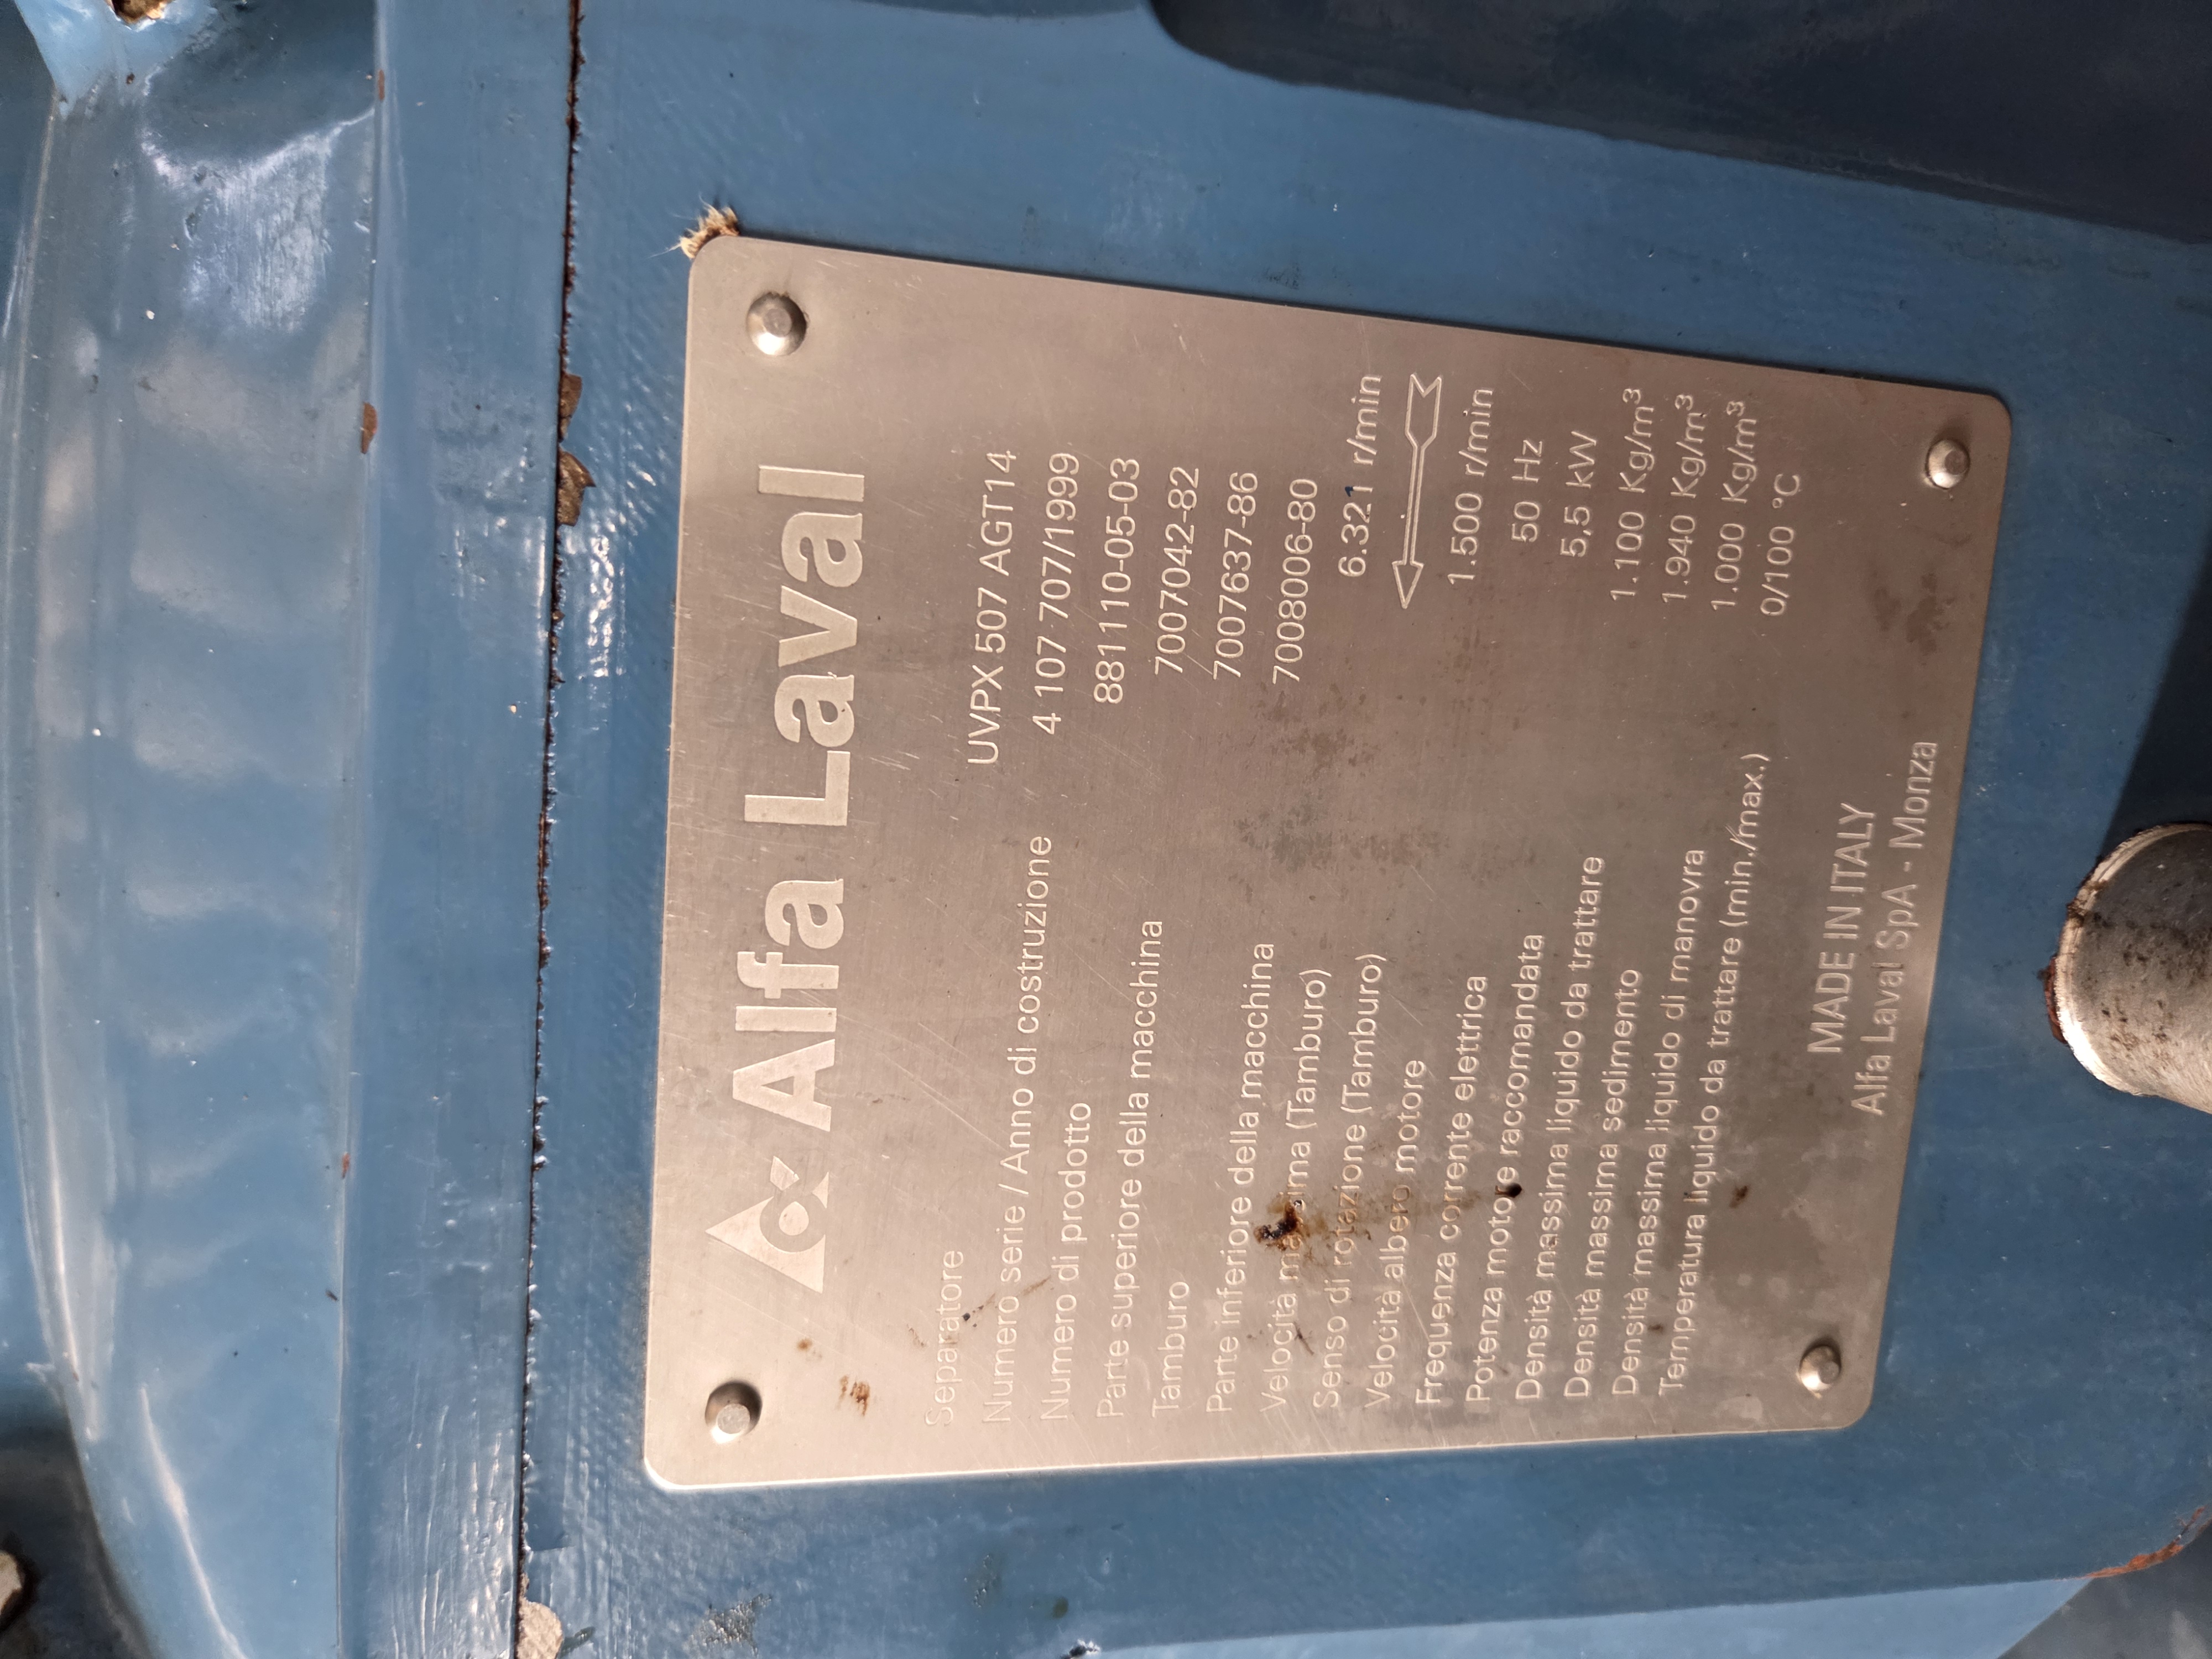 Alfa Laval
Separatore UVPX 507 AGT14
Numero serie / Anno di costruzione 4 107 707/1999
Numero di prodotto 881110-05-03
Parte superiore della macchina 7007042-82
Tamburo 7007637-86
Parte inferiore della macchina 7008006-80
Velocità massima (Tamburo) 6.321 r/min
Senso di rotazione (Tamburo)
Velocità albero motore 1.500 r/min
Frequenza corrente elettrica 50 Hz
Potenza motore raccomandata 5,5 kW
Densità massima liquido da trattare 1.100 Kg/m³
Densità massima sedimento 1.940 Kg/m³
Densità massima liquido di manovra 1.000 Kg/m³
Temperatura liquido da trattare (min./max.) 0/100 °C
MADE IN ITALY
Alfa Laval SpA - Monza